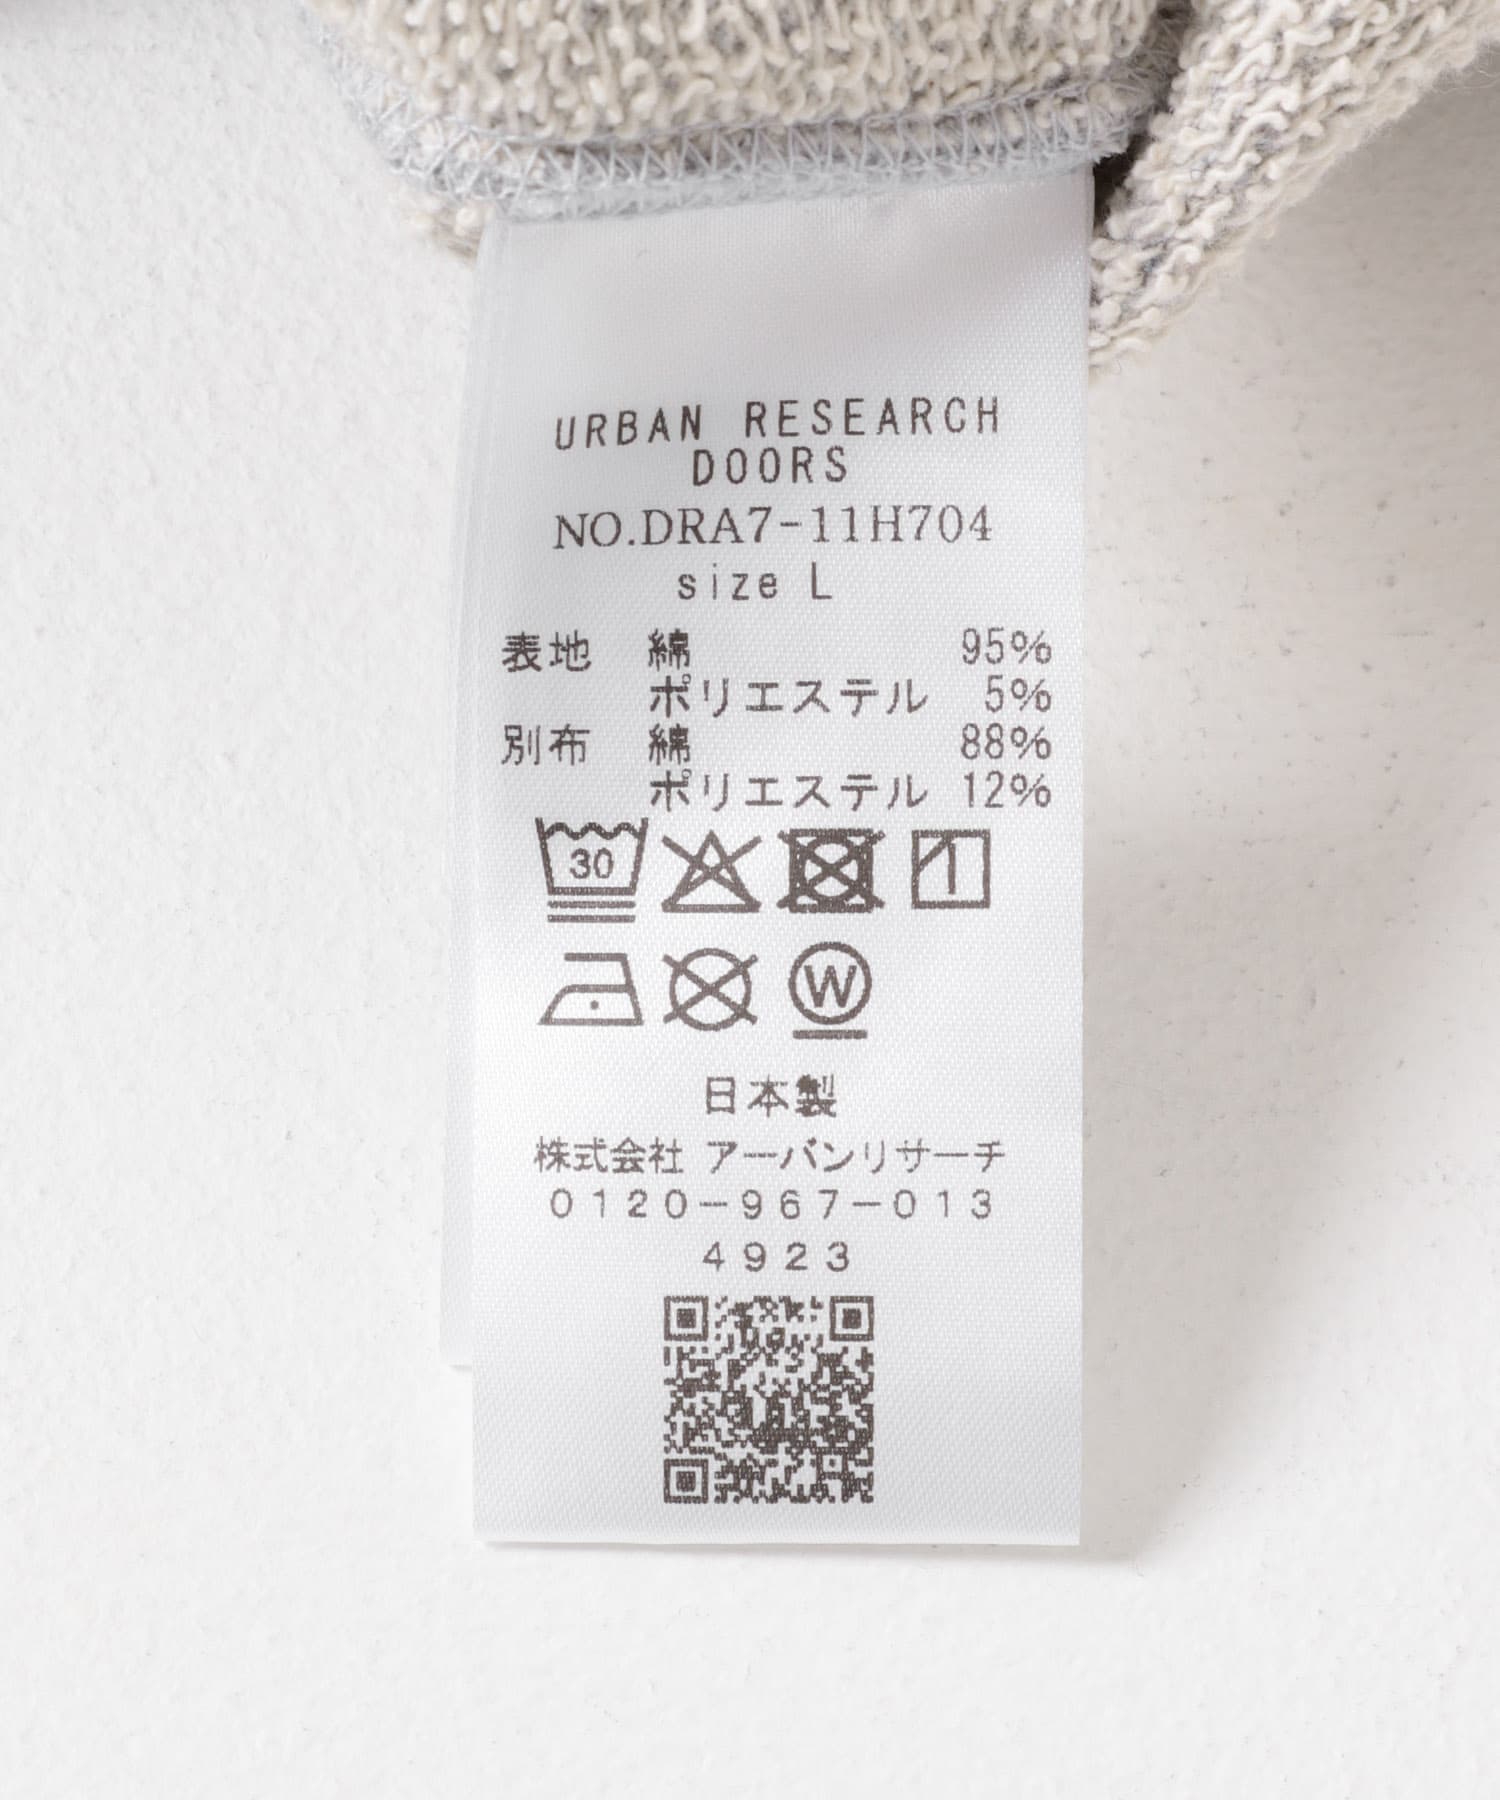 URBAN RESEARCH
DOORS
NO.DRA7-11H704
size L
表地 綿 95%
ポリエステル 5%
別布 綿 88%
ポリエステル 12%
30
W
日本製
株式会社 アーバンリサーチ
0120-967-013
4923